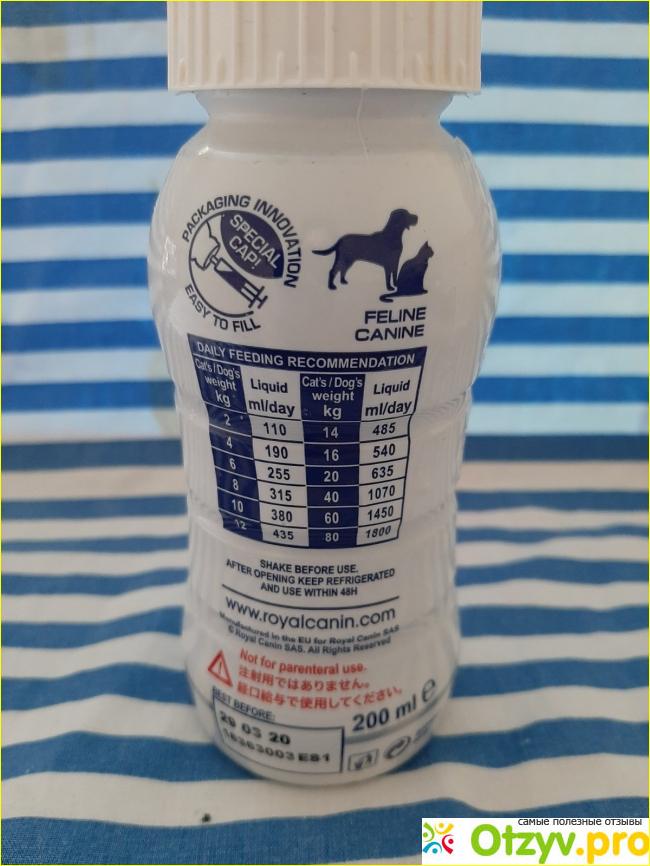 PACKAGING INNOVATION
SPECIAL
CAP!
EASY TO FILL
FELINE
CANINE
DAILY FEEDING RECOMMENDATION
Cat's / Dog's weight kg Liquid ml/day Cat's / Dog's weight kg Liquid ml/day
2 110 14 485
4 190 16 540
6 255 20 635
8 315 40 1070
10 380 60 1450
12 435 80 1800
SHAKE BEFORE USE.
AFTER OPENING KEEP REFRIGERATED
AND USE WITHIN 48H
www.royalcanin.com
Manufactured in the EU for Royal Canin SAS
© Royal Canin SAS. All Rights Reserved
Not for parenteral use.
注射用ではありません。
経口給与で使用してください。
BEST BEFORE:
29 03 20
200 ml e
самые полезные отзывы
Otzyv.pro